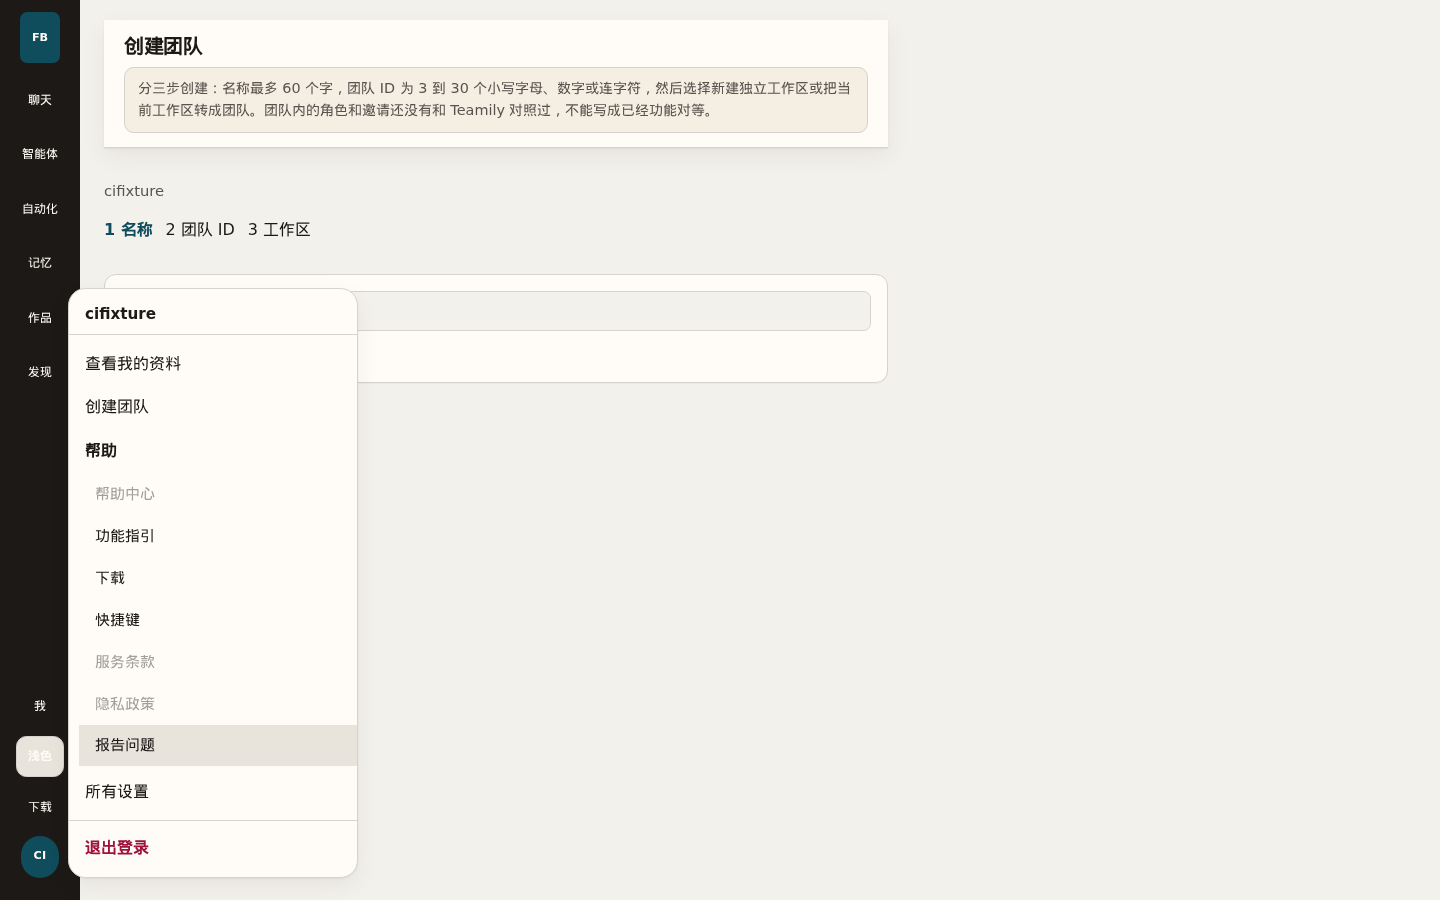 FB
聊天
智能体
自动化
记忆
作品
发现
我
浅色
下载
CI
创建团队
分三步创建：名称最多 60 个字，团队 ID 为 3 到 30 个小写字母、数字或连字符，然后选择新建独立工作区或把当
前工作区转成团队。团队内的角色和邀请还没有和 Teamily 对照过，不能写成已经功能对等。
cifixture
1 名称 2 团队 ID 3 工作区
cifixture
查看我的资料
创建团队
帮助
帮助中心
功能指引
下载
快捷键
服务条款
隐私政策
报告问题
所有设置
退出登录